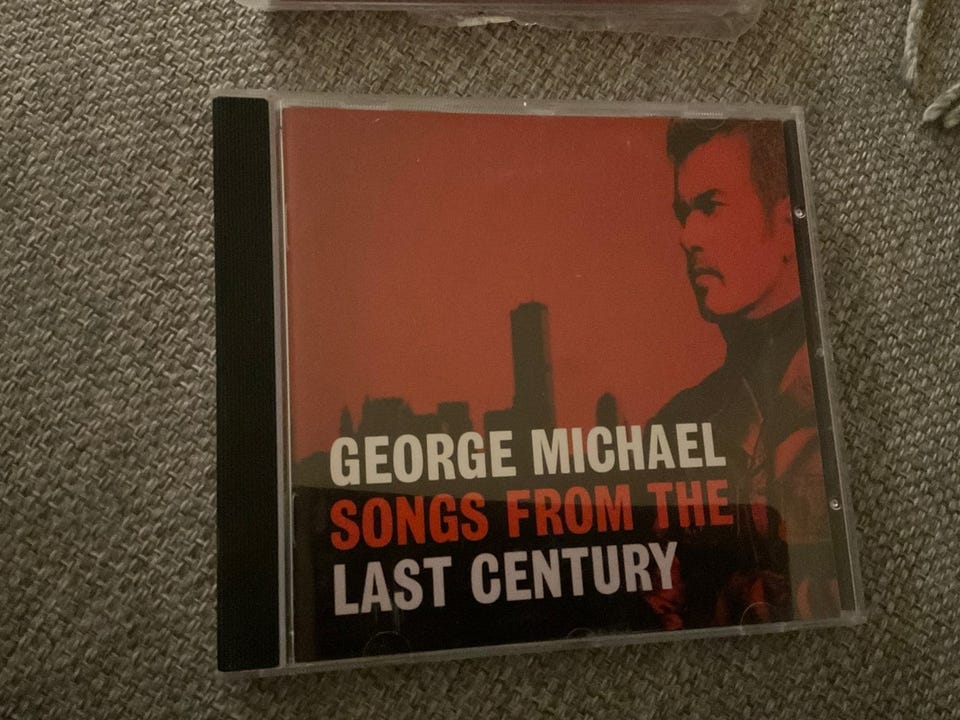 GEORGE MICHAEL
SONGS FROM THE
LAST CENTURY